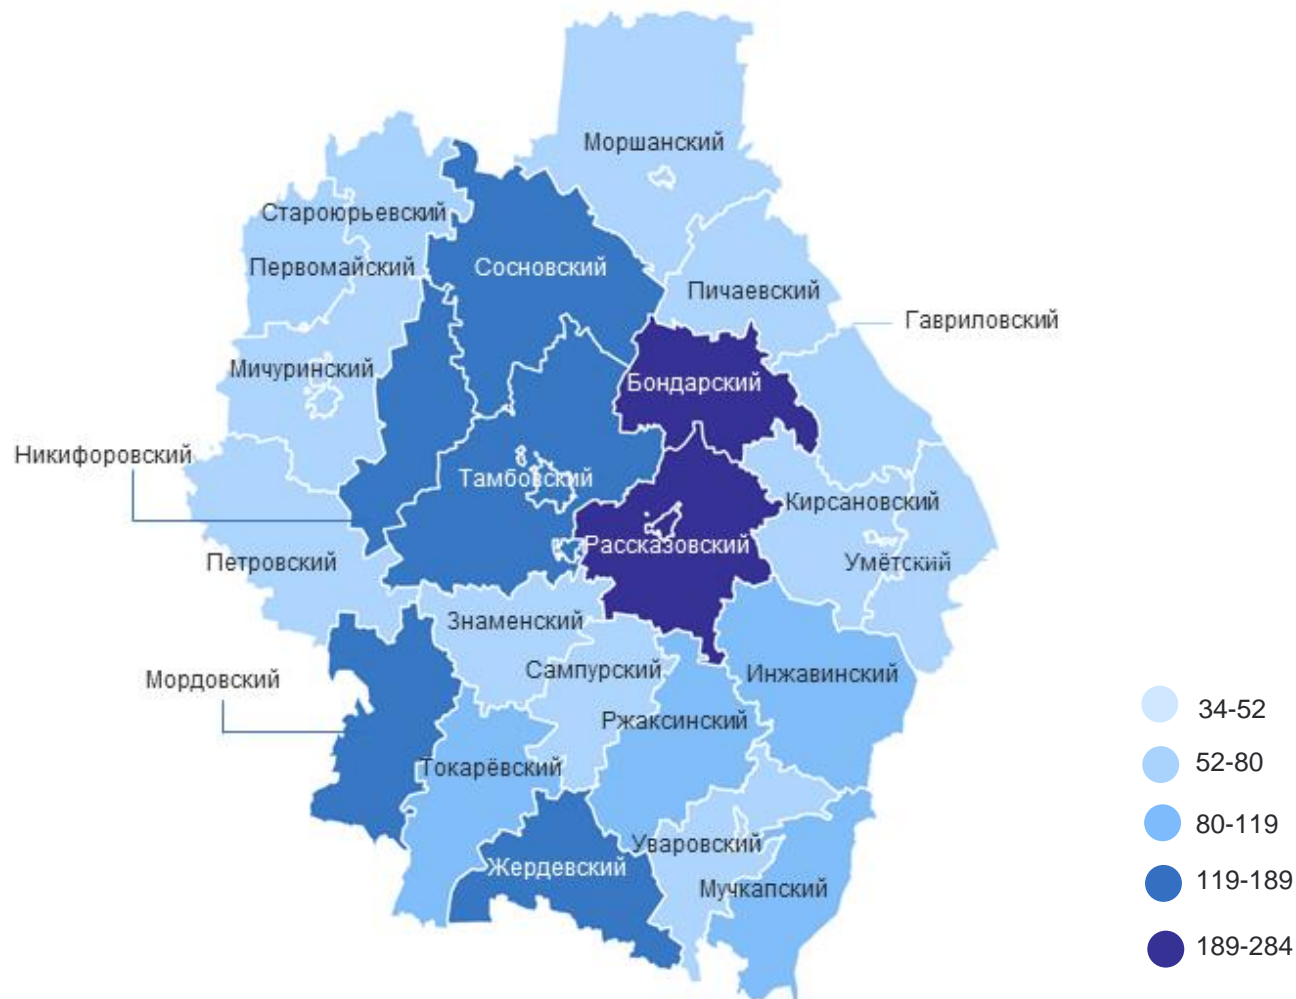 Моршанский
Староюрьевский
Первомайский
Сосновский
Пичаевский
Гавриловский
Мичуринский
Бондарский
Никифоровский
Тамбовский
Кирсановский
Рассказовский
Петровский
Умётский
Знаменский
Сампурский
Инжавинский
Мордовский
Ржаксинский
Токарёвский
Уваровский
Жердевский
Мучкапский
34-52
52-80
80-119
119-189
189-284